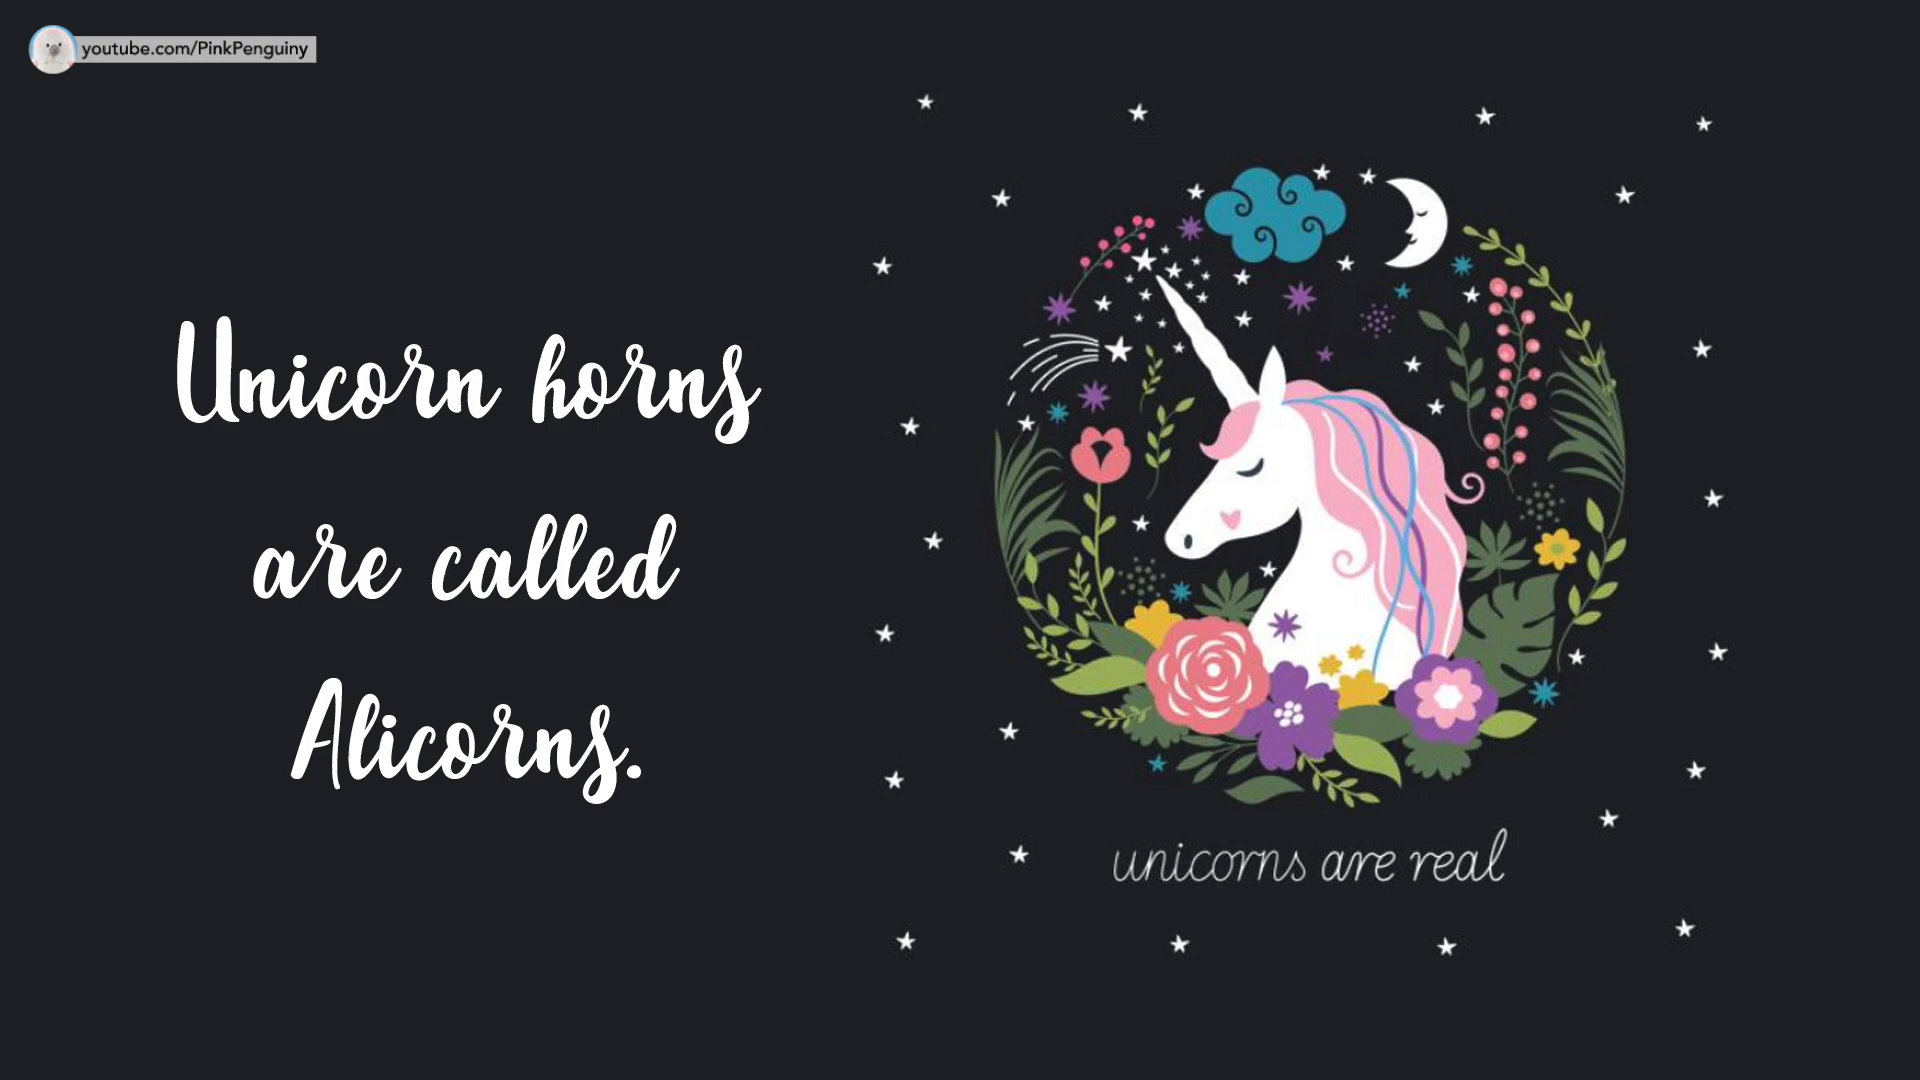 youtube.com/PinkPenguiny
Unicorn horns
are called
Alicorns.
unicorns are real